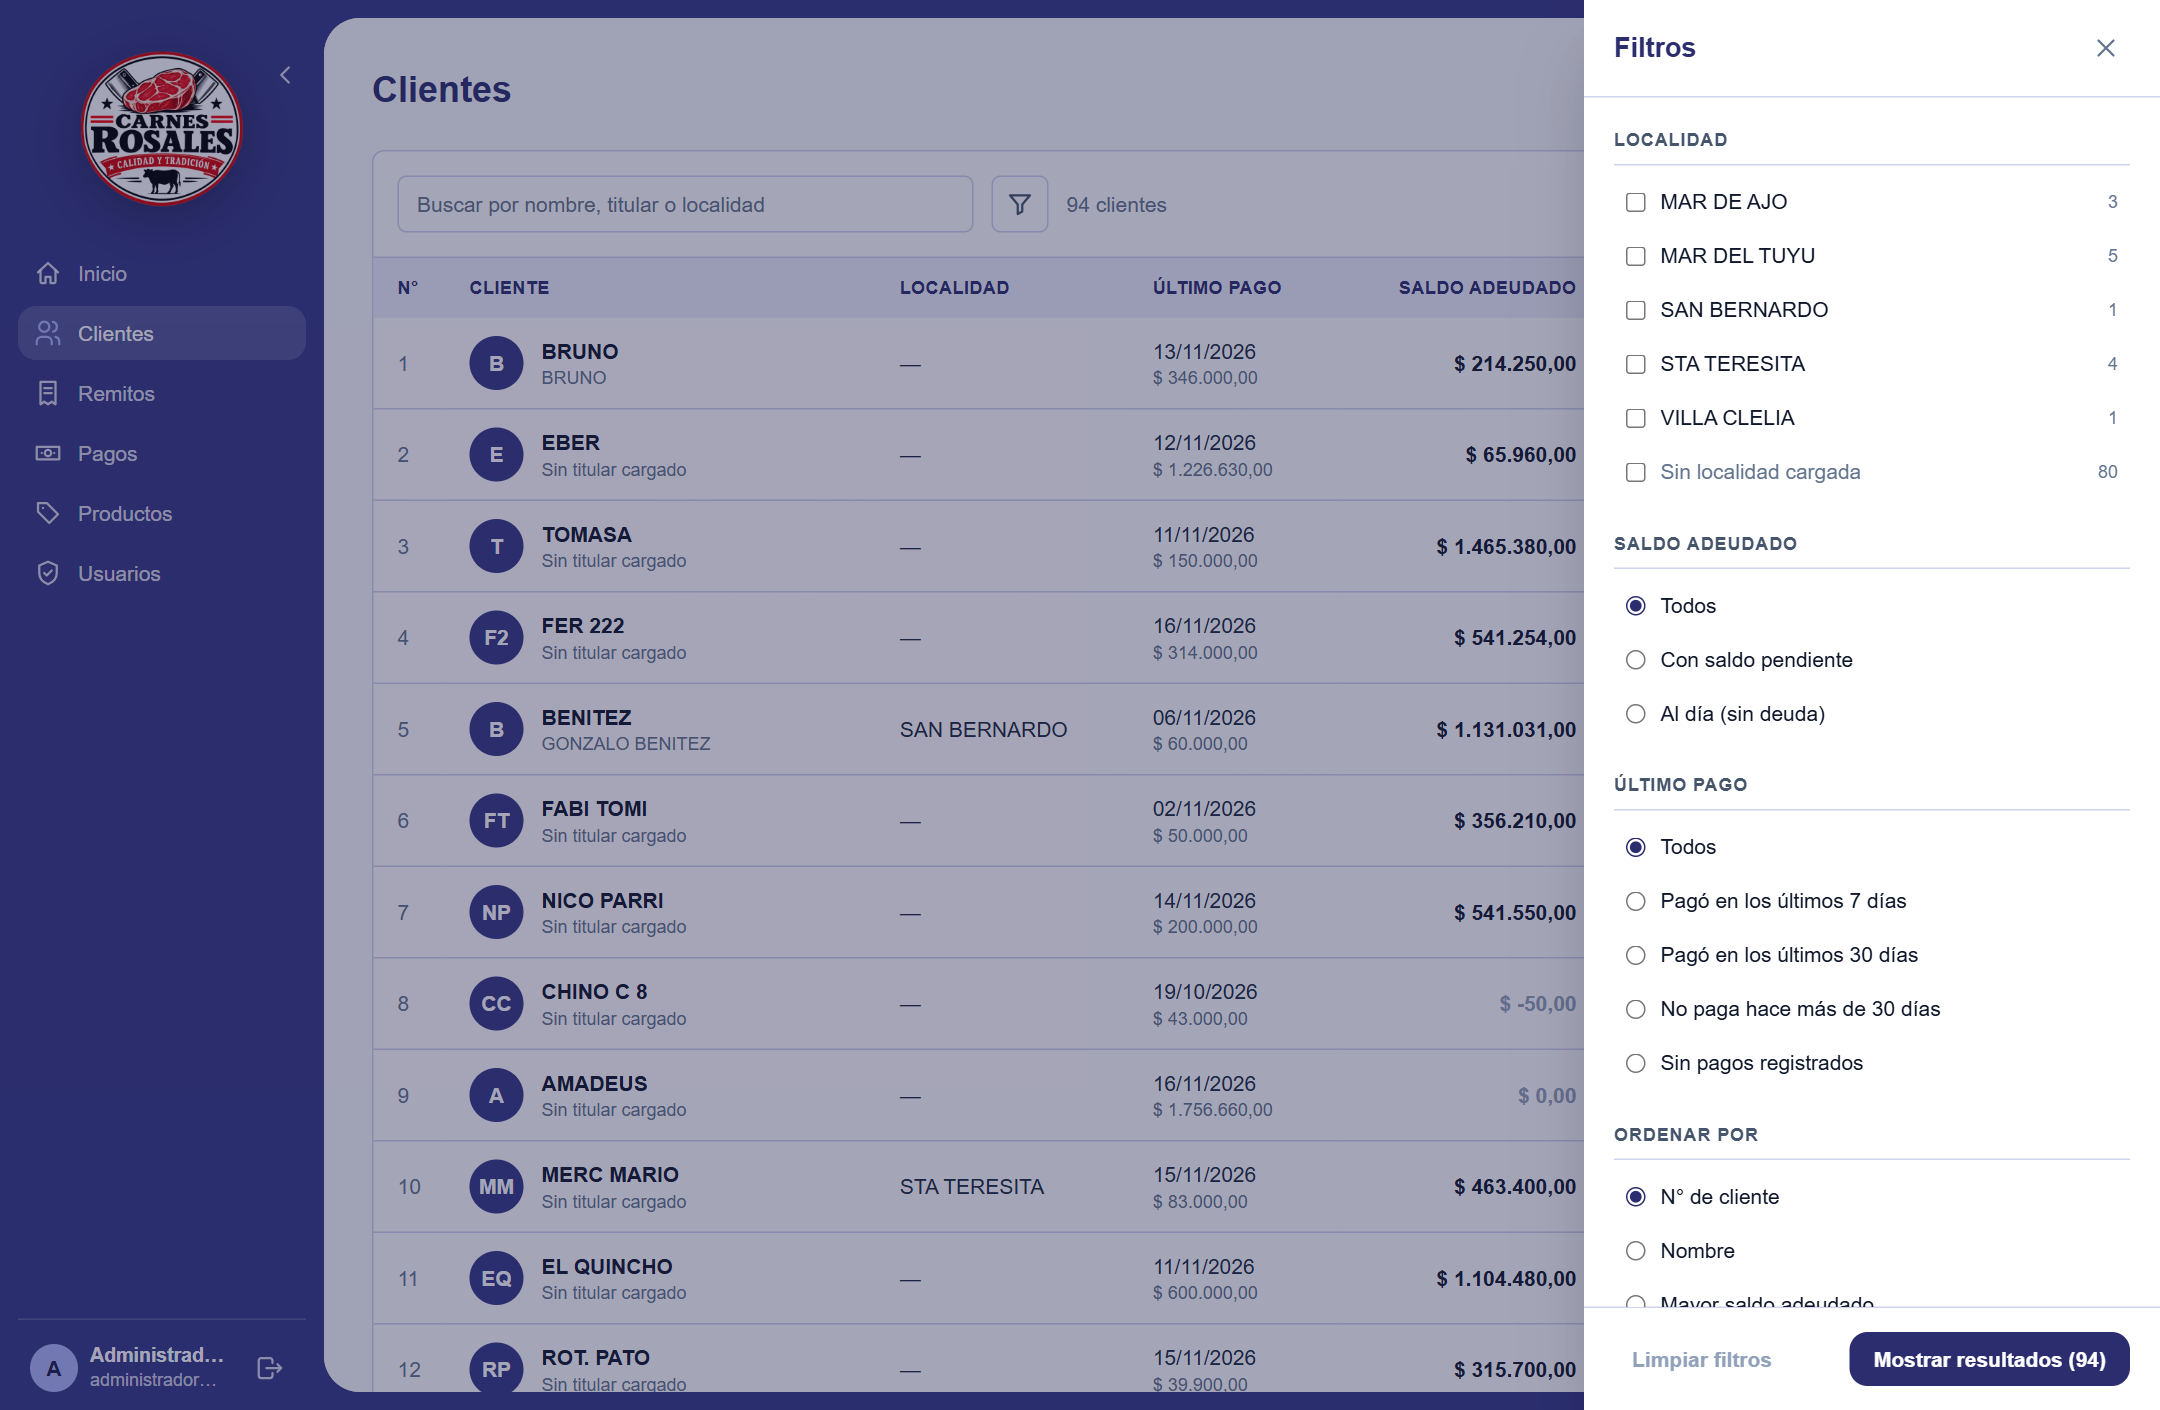 CARNES
ROSALES
CALIDAD Y TRADICIÓN
Inicio
Clientes
Remitos
Pagos
Productos
Usuarios
A
Administrad...
administrador...
Clientes
Buscar por nombre, titular o localidad
94 clientes
N° CLIENTE LOCALIDAD ÚLTIMO PAGO SALDO ADEUDADO
1 B BRUNO — 13/11/2026 $ 214.250,00
BRUNO $ 346.000,00
2 E EBER — 12/11/2026 $ 65.960,00
Sin titular cargado $ 1.226.630,00
3 T TOMASA — 11/11/2026 $ 1.465.380,00
Sin titular cargado $ 150.000,00
4 F2 FER 222 — 16/11/2026 $ 541.254,00
Sin titular cargado $ 314.000,00
5 B BENITEZ SAN BERNARDO 06/11/2026 $ 1.131.031,00
GONZALO BENITEZ $ 60.000,00
6 FT FABI TOMI — 02/11/2026 $ 356.210,00
Sin titular cargado $ 50.000,00
7 NP NICO PARRI — 14/11/2026 $ 541.550,00
Sin titular cargado $ 200.000,00
8 CC CHINO C 8 — 19/10/2026 $ -50,00
Sin titular cargado $ 43.000,00
9 A AMADEUS — 16/11/2026 $ 0,00
Sin titular cargado $ 1.756.660,00
10 MM MERC MARIO STA TERESITA 15/11/2026 $ 463.400,00
Sin titular cargado $ 83.000,00
11 EQ EL QUINCHO — 11/11/2026 $ 1.104.480,00
Sin titular cargado $ 600.000,00
12 RP ROT. PATO — 15/11/2026 $ 315.700,00
Sin titular cargado $ 39.900,00
Filtros
LOCALIDAD
MAR DE AJO 3
MAR DEL TUYU 5
SAN BERNARDO 1
STA TERESITA 4
VILLA CLELIA 1
Sin localidad cargada 80
SALDO ADEUDADO
Todos
Con saldo pendiente
Al día (sin deuda)
ÚLTIMO PAGO
Todos
Pagó en los últimos 7 días
Pagó en los últimos 30 días
No paga hace más de 30 días
Sin pagos registrados
ORDENAR POR
N° de cliente
Nombre
Mayor saldo adeudado
Limpiar filtros
Mostrar resultados (94)